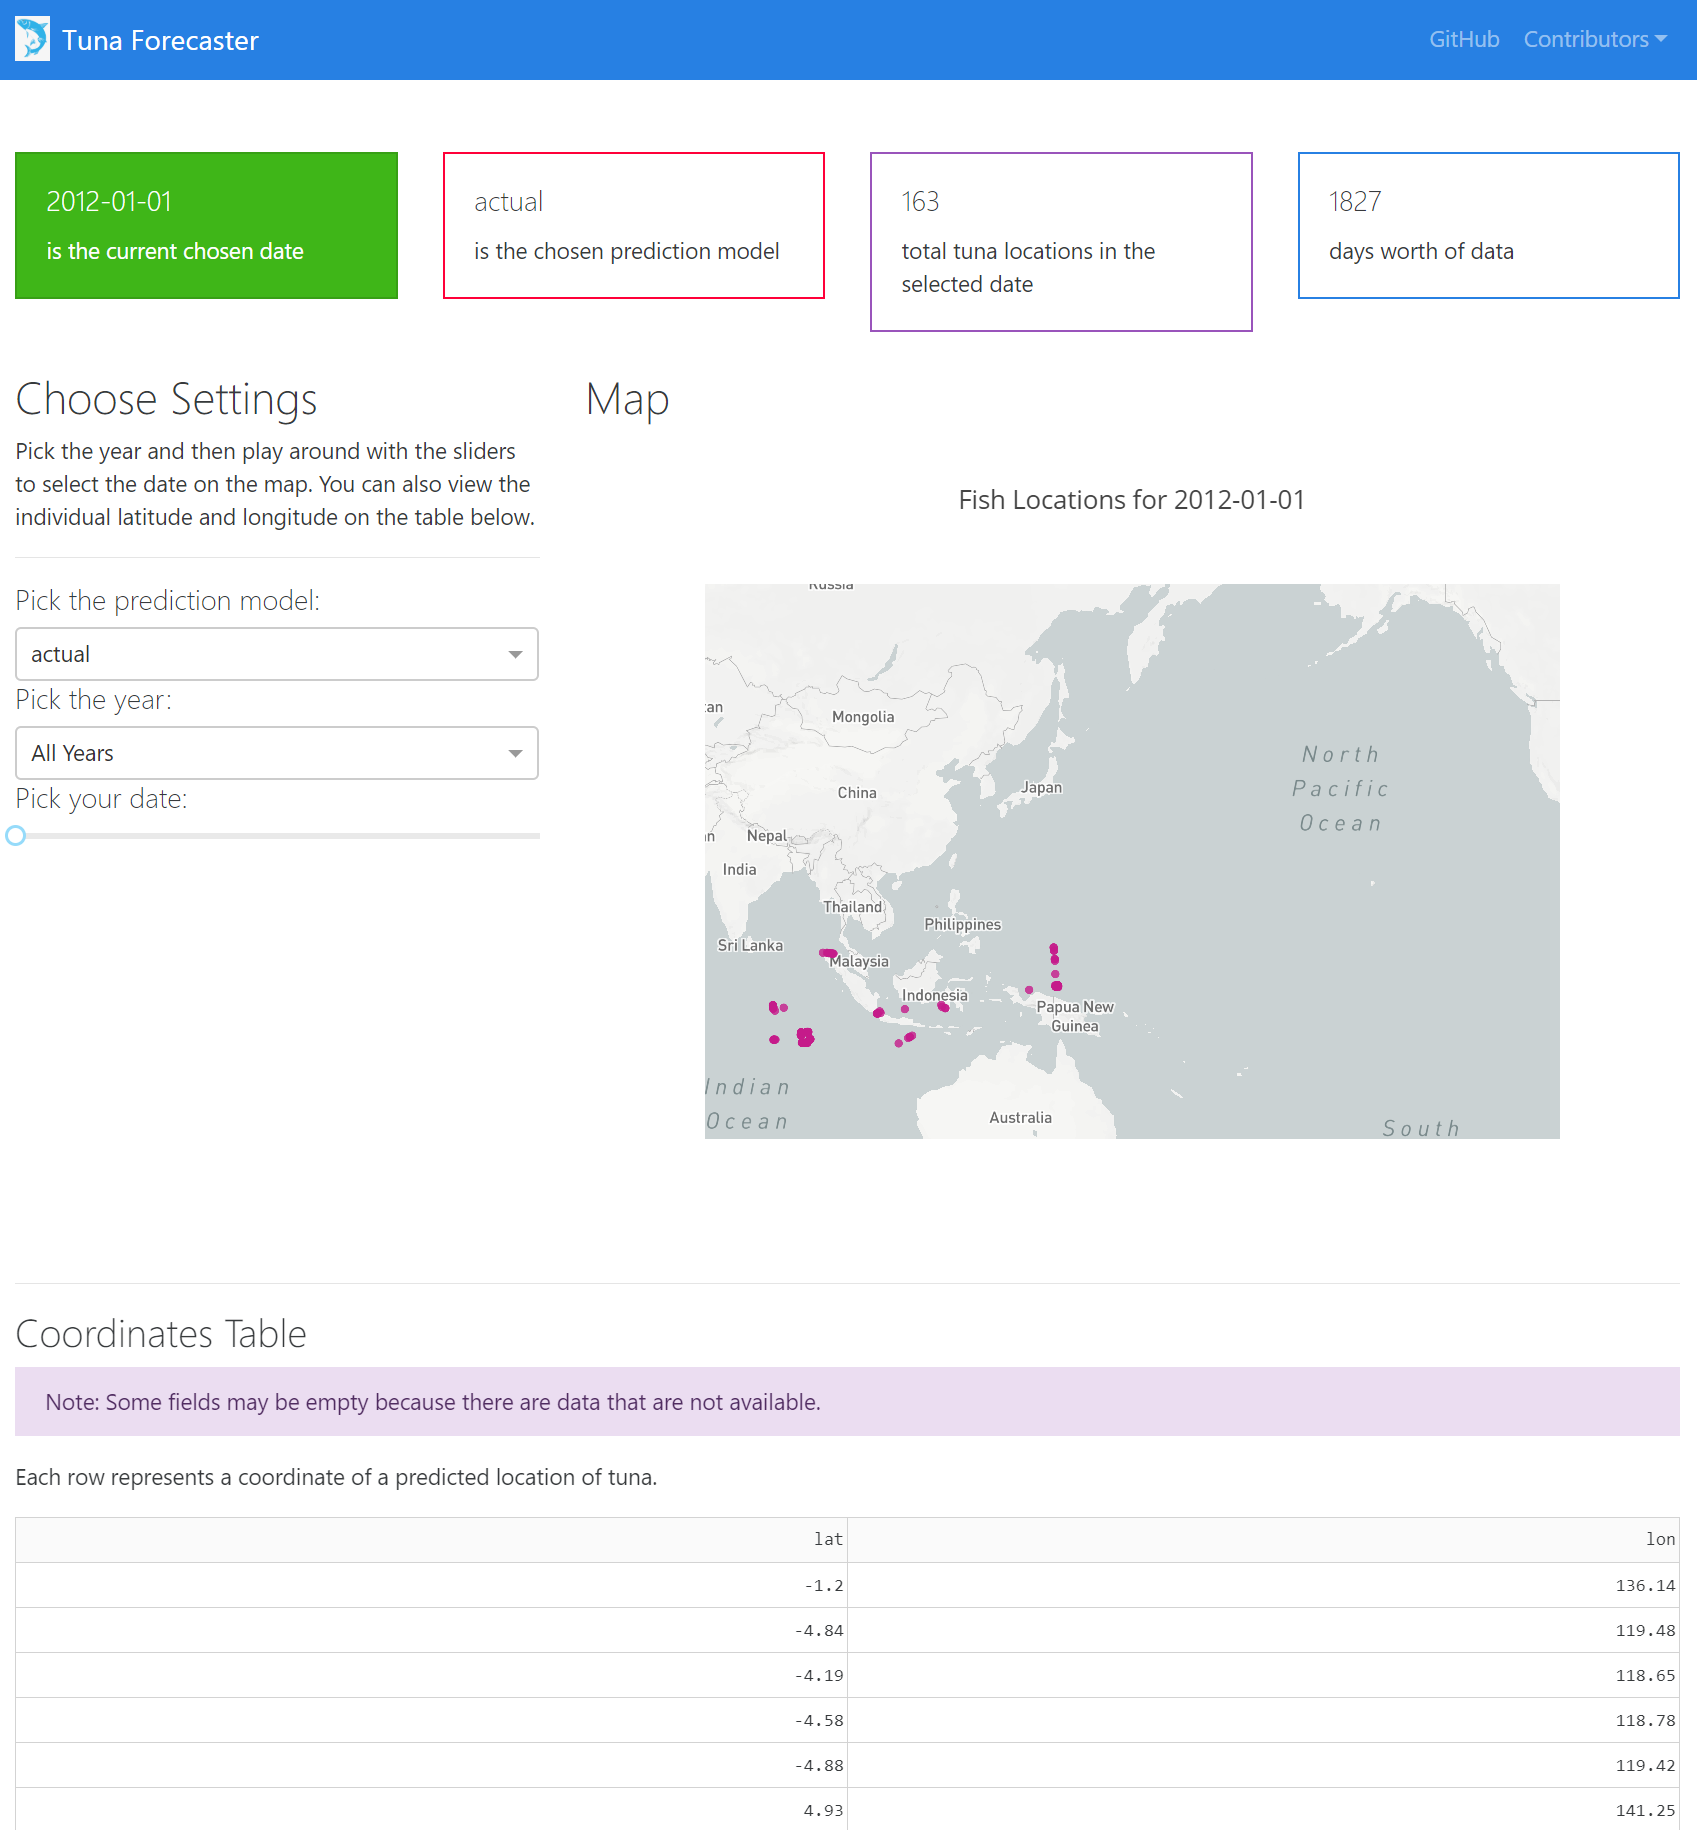 Tuna Forecaster
GitHub
Contributors
2012-01-01
is the current chosen date
actual
is the chosen prediction model
163
total tuna locations in the
selected date
1827
days worth of data
Choose Settings
Pick the year and then play around with the sliders
to select the date on the map. You can also view the
individual latitude and longitude on the table below.
Pick the prediction model:
actual
Pick the year:
All Years
Pick your date:
Map
Fish Locations for 2012-01-01
Russia
an
Mongolia
North
Pacific
Ocean
China
Japan
n
Nepal
India
Thailand
Philippines
Sri Lanka
Malaysia
Indonesia
Papua New
Guinea
Indian
Ocean
Australia
South
Coordinates Table
Note: Some fields may be empty because there are data that are not available.
Each row represents a coordinate of a predicted location of tuna.
lat lon
-1.2 136.14
-4.84 119.48
-4.19 118.65
-4.58 118.78
-4.88 119.42
4.93 141.25